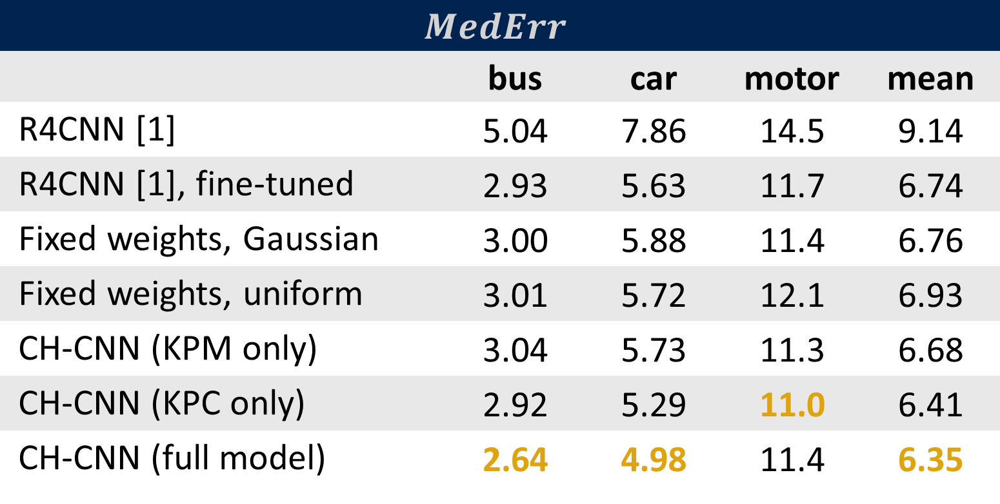 MedErr
bus car motor mean
R4CNN [1] 5.04 7.86 14.5 9.14
R4CNN [1], fine-tuned 2.93 5.63 11.7 6.74
Fixed weights, Gaussian 3.00 5.88 11.4 6.76
Fixed weights, uniform 3.01 5.72 12.1 6.93
CH-CNN (KPM only) 3.04 5.73 11.3 6.68
CH-CNN (KPC only) 2.92 5.29 11.0 6.41
CH-CNN (full model) 2.64 4.98 11.4 6.35